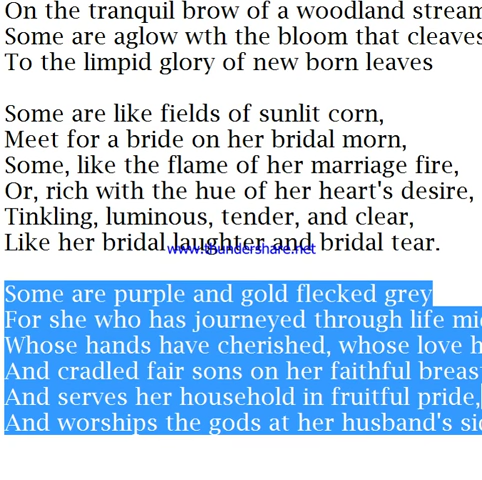 On the tranquil brow of a woodland stream
Some are aglow wth the bloom that cleaves
To the limpid glory of new born leaves
Some are like fields of sunlit corn,
Meet for a bride on her bridal morn,
Some, like the flame of her marriage fire,
Or, rich with the hue of her heart's desire,
Tinkling, luminous, tender, and clear,
Like her bridal laughter and bridal tear.
www.thundershare.net
Some are purple and gold flecked grey
For she who has journeyed through life mi
Whose hands have cherished, whose love h
And cradled fair sons on her faithful breas
And serves her household in fruitful pride,
And worships the gods at her husband's si